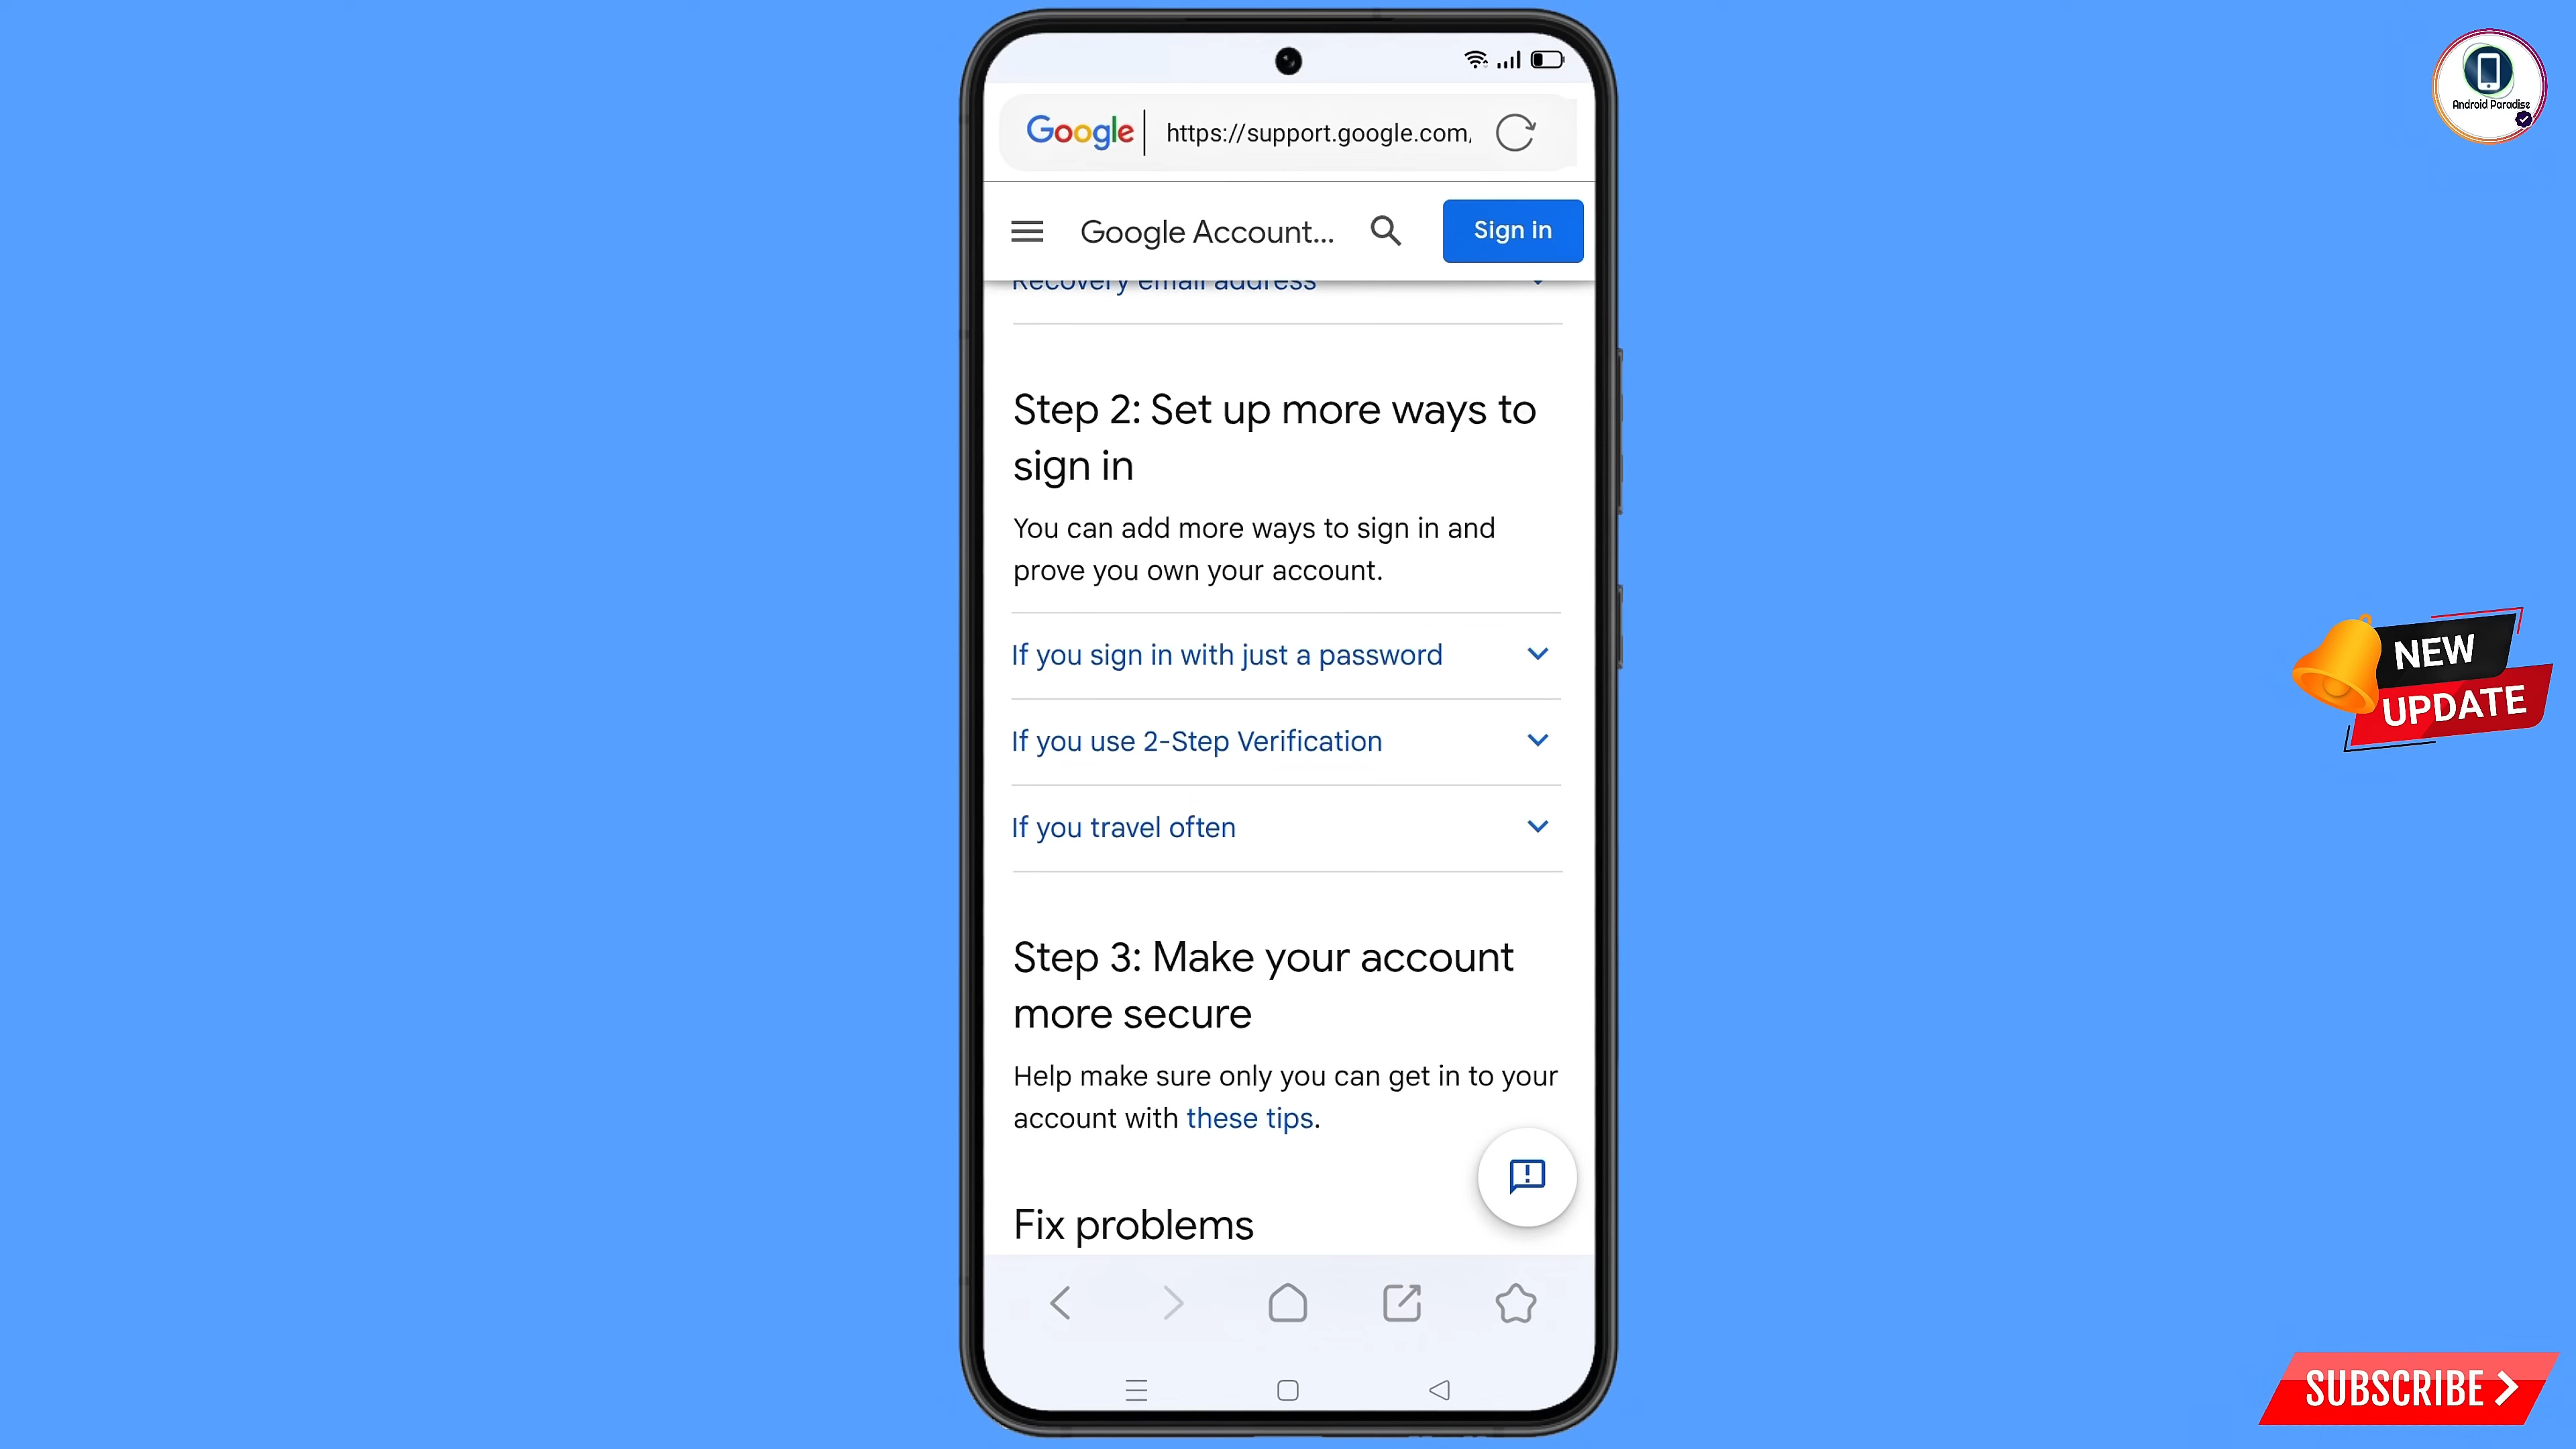 Android Paradise
Google
https://support.google.com,
Google Account...
Sign in
Recovery email address
Step 2: Set up more ways to
sign in
You can add more ways to sign in and
prove you own your account.
If you sign in with just a password
If you use 2-Step Verification
If you travel often
Step 3: Make your account
more secure
Help make sure only you can get in to your
account with these tips.
Fix problems
NEW
UPDATE
SUBSCRIBE